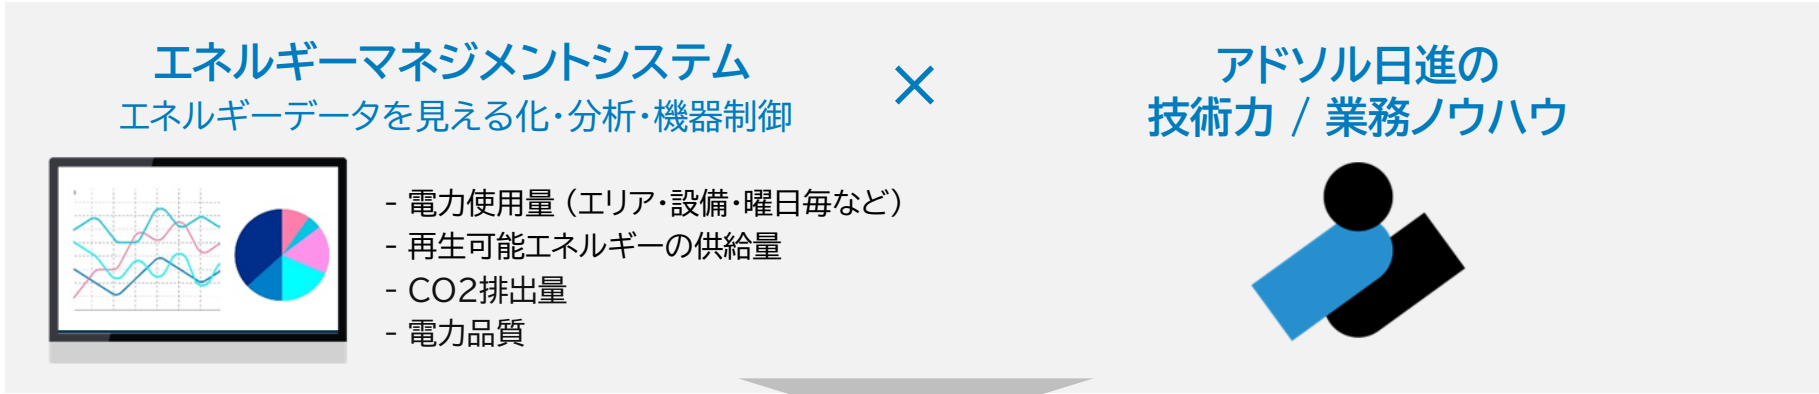 エネルギーマネジメントシステム
エネルギーデータを見える化・分析・機器制御
×
アドソル日進の
技術力 / 業務ノウハウ
- 電力使用量（エリア・設備・曜日毎など）
- 再生可能エネルギーの供給量
- CO2排出量
- 電力品質